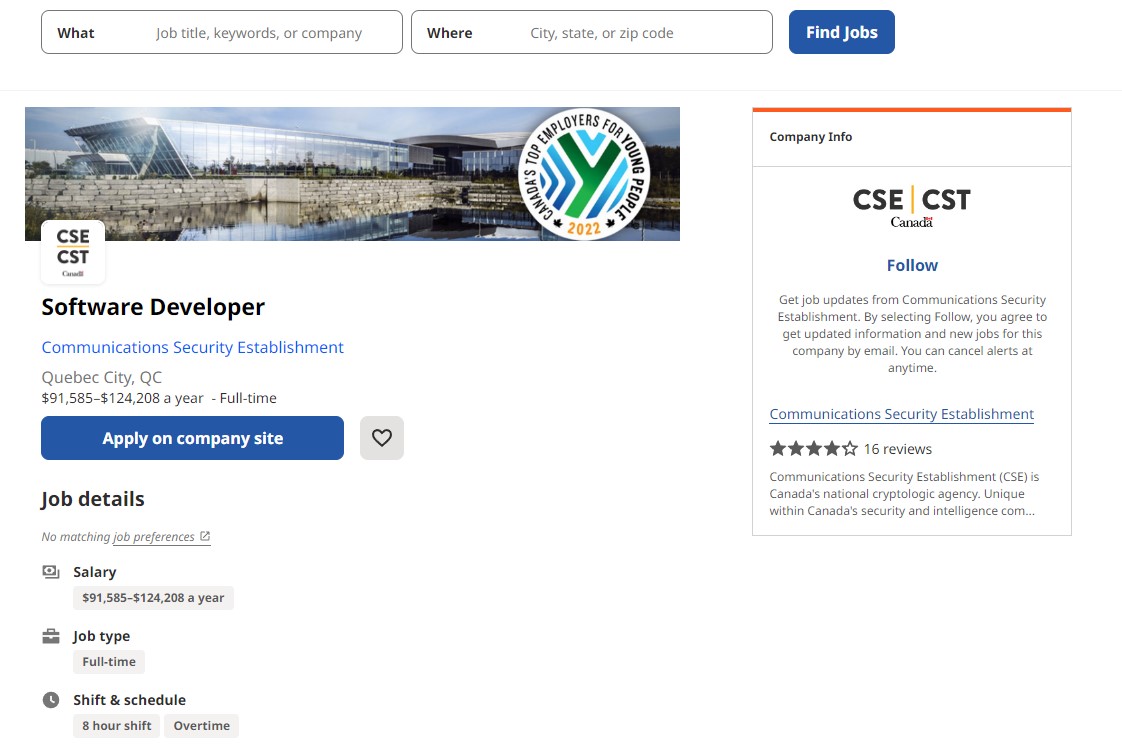 What
Job title, keywords, or company
Where
City, state, or zip code
Find Jobs
CANADA'S TOP EMPLOYERS FOR YOUNG PEOPLE
2022
CSE
CST
Canada
Software Developer
Communications Security Establishment
Quebec City, QC
$91,585–$124,208 a year - Full-time
Apply on company site
Job details
No matching job preferences
Salary
$91,585–$124,208 a year
Job type
Full-time
Shift & schedule
8 hour shift
Overtime
Company Info
CSE | CST
Canada
Follow
Get job updates from Communications Security
Establishment. By selecting Follow, you agree to
get updated information and new jobs for this
company by email. You can cancel alerts at
anytime.
Communications Security Establishment
16 reviews
Communications Security Establishment (CSE) is
Canada's national cryptologic agency. Unique
within Canada's security and intelligence com...